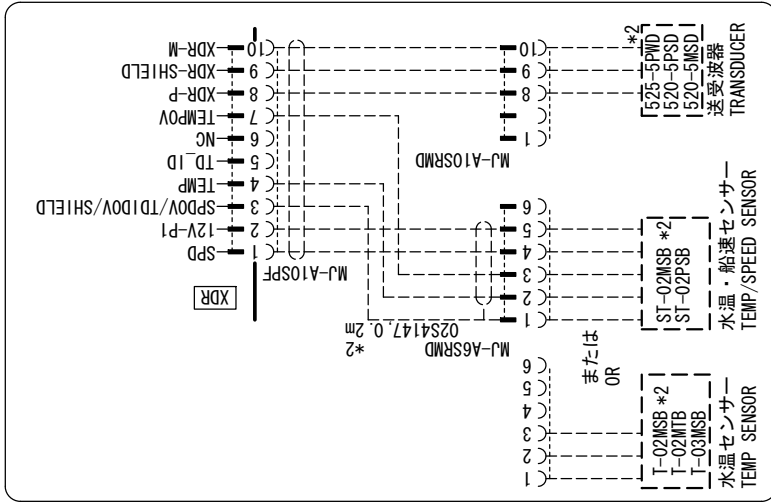 XDR-M 10
XDR-SHIELD 9
XDR-P 8
TEMP0V 7
NC 6
TD_ID 5
TEMP 4
SPD0V/TDID0V/SHIELD 3
12V-P1 2
SPD 1
XDR
MJ-A10SPF
*2
02S4147, 0.2m
10
9
8
1
MJ-A10SRMD
6
5
4
3
2
1
MJ-A6SRMD
6
5
4
3
2
1
または
OR
*2
525-5PWD
520-5PSD
520-5MSD
送受波器
TRANSDUCER
ST-02MSB *2
ST-02PSB
水温・船速センサー
TEMP/SPEED SENSOR
T-02MSB *2
T-02MTB
T-03MSB
水温センサー
TEMP SENSOR